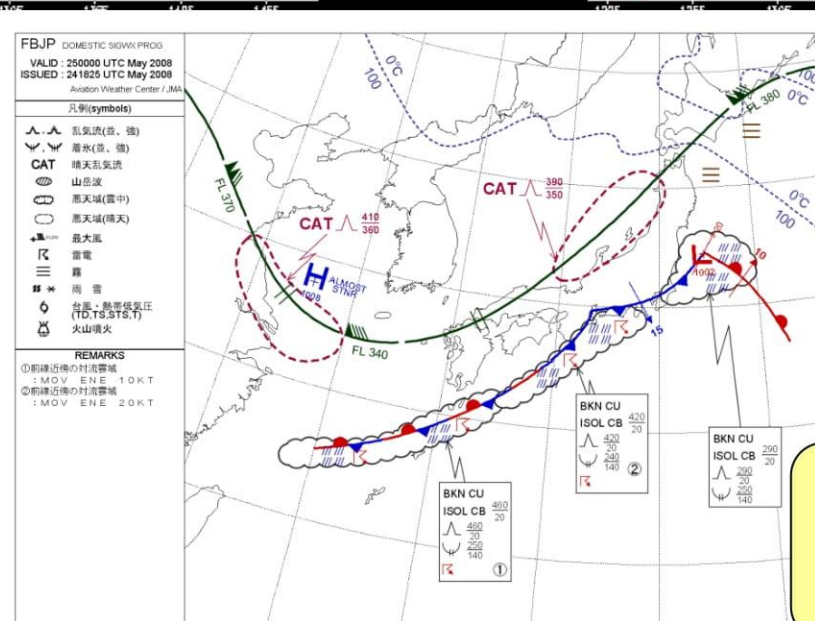 FBJP DOMESTIC SIGWX PROG
VALID : 250000 UTC May 2008
ISSUED : 241825 UTC May 2008
Aviation Weather Center / JMA
凡例(symbols)
乱気流(並、強)
着氷(並、強)
CAT 晴天乱気流
山岳波
悪天域(雲中)
悪天域(晴天)
最大風
雷電
霧
雨 雪
台風・熱帯低気圧
(TD,TS,STS,T)
火山噴火
REMARKS
①前線近傍の対流雲域
:MOV ENE 10KT
②前線近傍の対流雲域
:MOV ENE 20KT
0°C
100
100
0°C
FL 380
FL 370
CAT 390
350
CAT 410
360
0°C
100
H ALMOST
STNR
1008
L
1002
10
15
FL 340
BKN CU
ISOL CB 420
20
420
20
240
140 ②
BKN CU
ISOL CB 290
20
290
20
250
140
BKN CU
ISOL CB 460
20
460
20
250
140
①